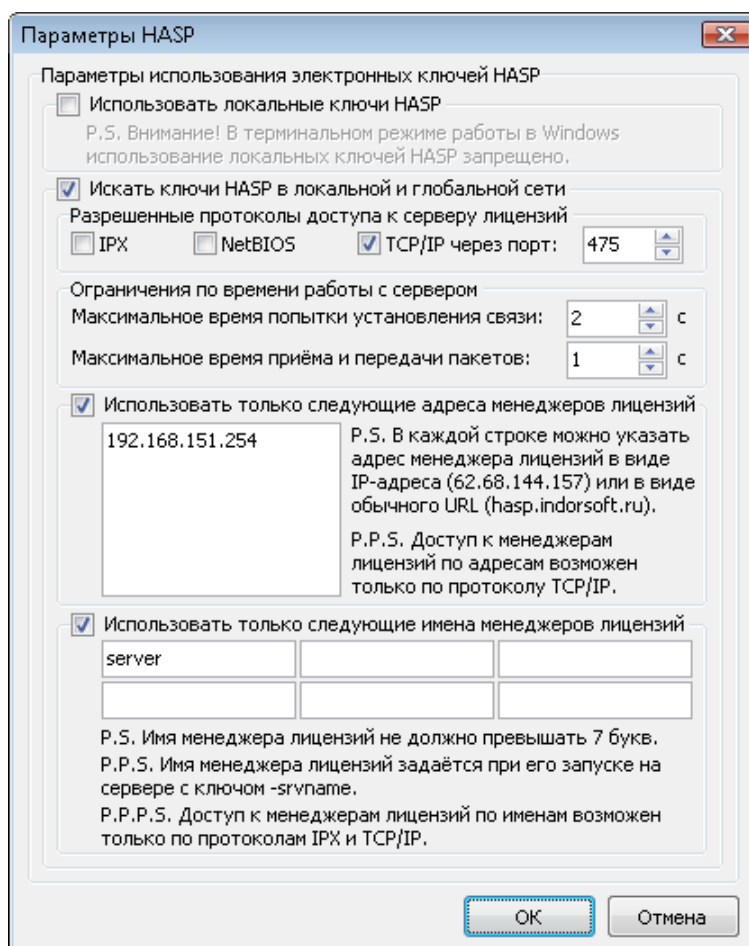 Параметры HASP
Параметры использования электронных ключей HASP
Использовать локальные ключи HASP
P.S. Внимание! В терминальном режиме работы в Windows
использование локальных ключей HASP запрещено.
Искать ключи HASP в локальной и глобальной сети
Разрешенные протоколы доступа к серверу лицензий
IPX NetBIOS TCP/IP через порт: 475
Ограничения по времени работы с сервером
Максимальное время попытки установления связи: 2 с
Максимальное время приёма и передачи пакетов: 1 с
Использовать только следующие адреса менеджеров лицензий
192.168.151.254
P.S. В каждой строке можно указать
адрес менеджера лицензий в виде
IP-адреса (62.68.144.157) или в виде
обычного URL (hasp.indorsoft.ru).
P.P.S. Доступ к менеджерам
лицензий по адресам возможен
только по протоколу TCP/IP.
Использовать только следующие имена менеджеров лицензий
server
P.S. Имя менеджера лицензий не должно превышать 7 букв.
P.P.S. Имя менеджера лицензий задаётся при его запуске на
сервере с ключом -srvname.
P.P.P.S. Доступ к менеджерам лицензий по именам возможен
только по протоколам IPX и TCP/IP.
ОК Отмена